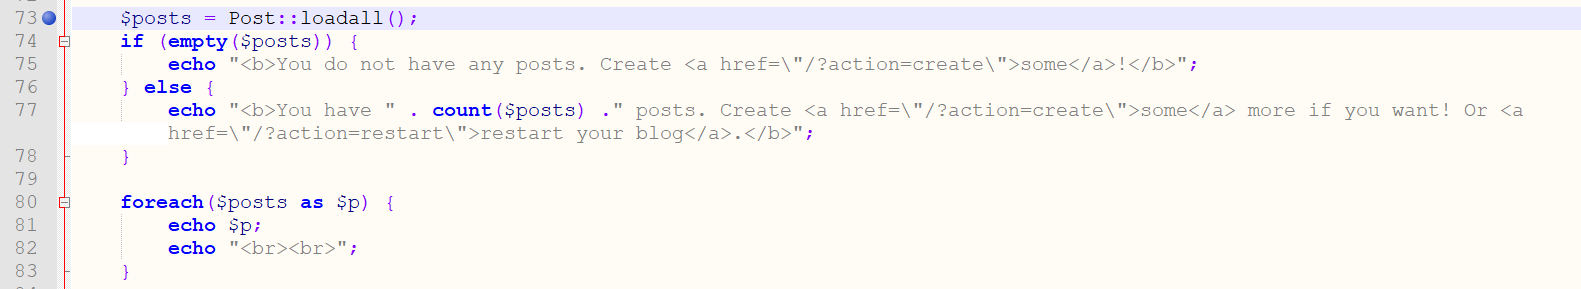 73 $posts = Post::loadall();
74 if (empty($posts)) {
75 echo "<b>You do not have any posts. Create <a href=\"/?action=create\">some</a>!</b>";
76 } else {
77 echo "<b>You have " . count($posts) ." posts. Create <a href=\"/?action=create\">some</a> more if you want! Or <a
href=\"/?action=restart\">restart your blog</a>.</b>";
78 }
79
80 foreach($posts as $p) {
81 echo $p;
82 echo "<br><br>";
83 }